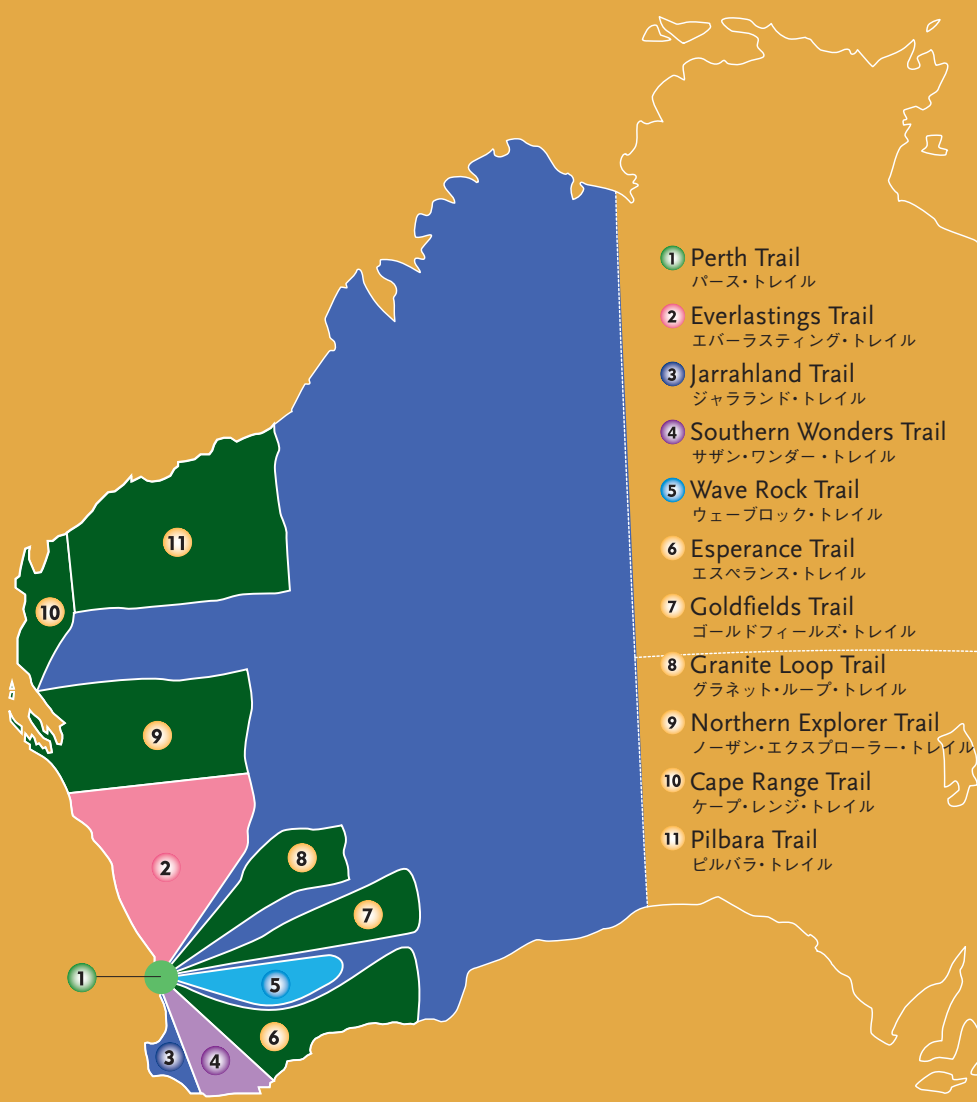 1 Perth Trail
パース・トレイル
2 Everlastings Trail
エバーラスティング・トレイル
3 Jarrahland Trail
ジャラランド・トレイル
4 Southern Wonders Trail
サザン・ワンダー・トレイル
5 Wave Rock Trail
ウェーブロック・トレイル
6 Esperance Trail
エスペランス・トレイル
7 Goldfields Trail
ゴールドフィールズ・トレイル
8 Granite Loop Trail
グラネット・ループ・トレイル
9 Northern Explorer Trail
ノーザン・エクスプローラー・トレイル
10 Cape Range Trail
ケープ・レンジ・トレイル
11 Pilbara Trail
ピルバラ・トレイル
11
10
9
2
8
7
1
5
6
3
4